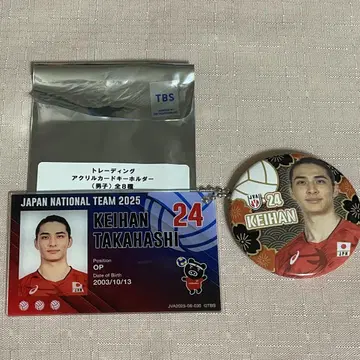 TBS
トレーディング
アクリルカードキーホルダー
(男子) 全8種
JAPAN NATIONAL TEAM 2025
KEIHAN
TAKAHASHI
24
Position
OP
Date of Birth
2003/10/13
24
KEIHAN